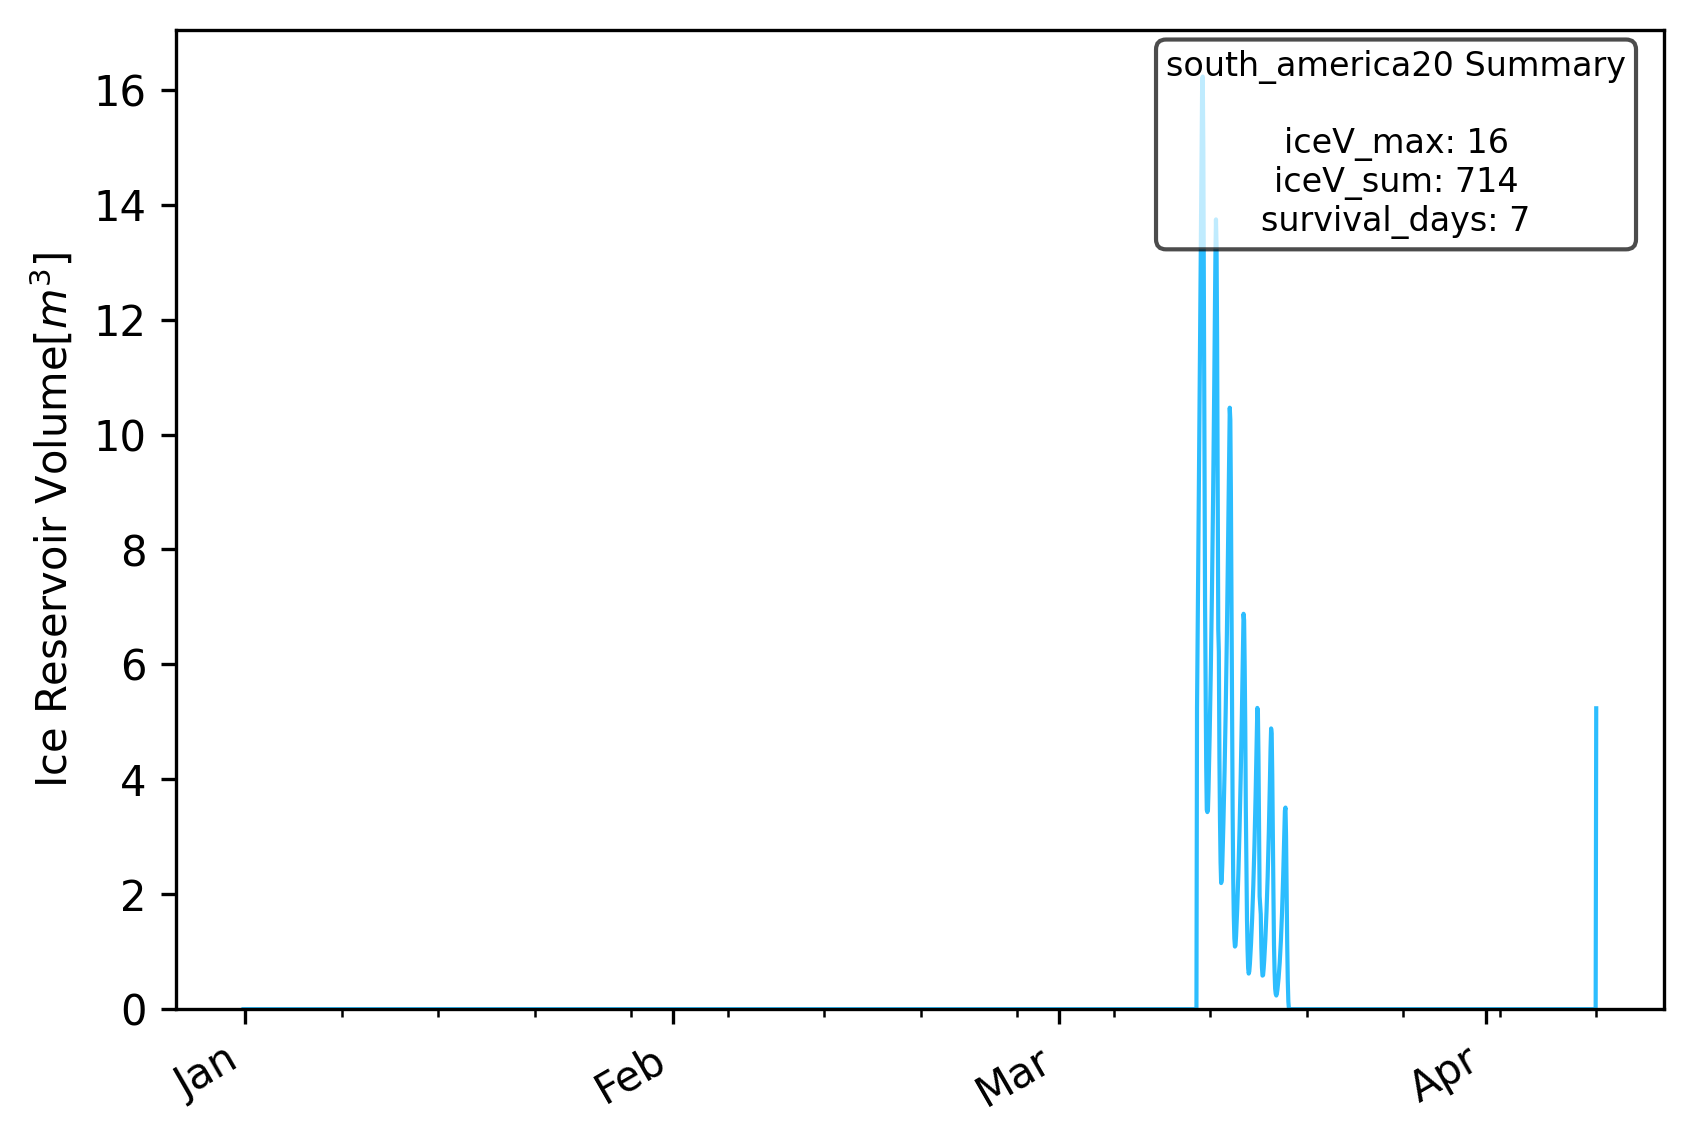 south_america20 Summary
iceV_max: 16
iceV_sum: 714
survival_days: 7
Ice Reservoir Volume[m³]
16
14
12
10
8
6
4
2
0
Jan
Feb
Mar
Apr